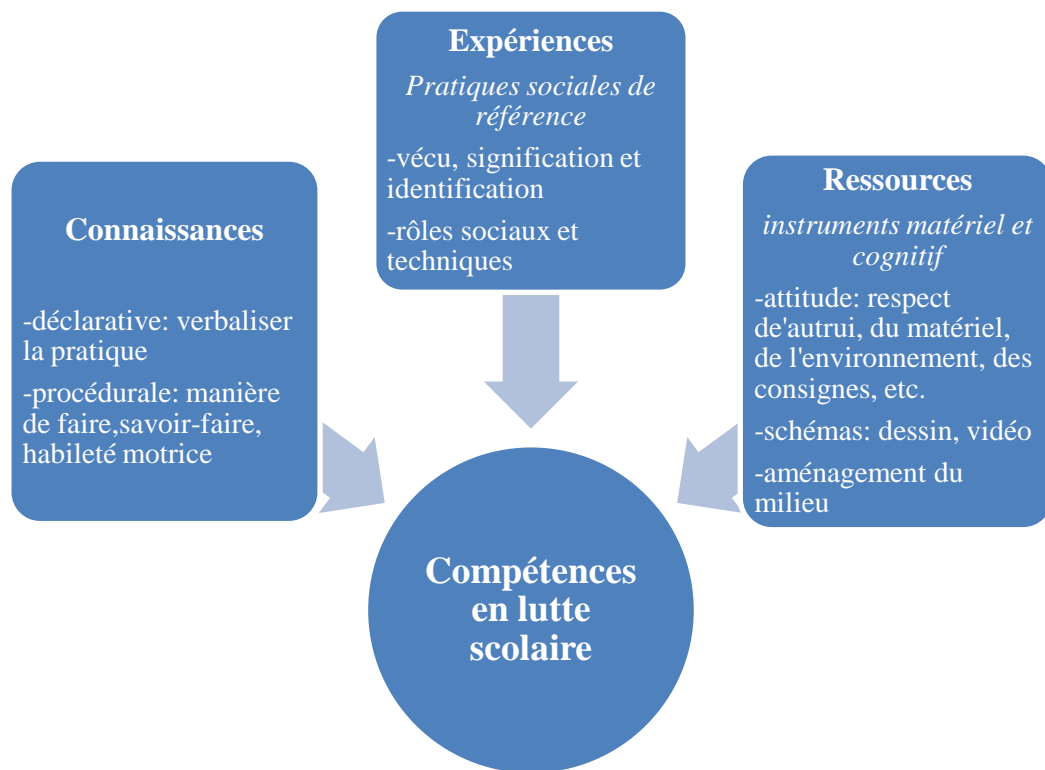 Expériences
Pratiques sociales de
référence
-vécu, signification et
identification
-rôles sociaux et
techniques
Connaissances
-déclarative: verbaliser
la pratique
-procédurale: manière
de faire,savoir-faire,
habileté motrice
Ressources
instruments matériel et
cognitif
-attitude: respect
de'autrui, du matériel,
de l'environnement, des
consignes, etc.
-schémas: dessin, vidéo
-aménagement du
milieu
Compétences
en lutte
scolaire